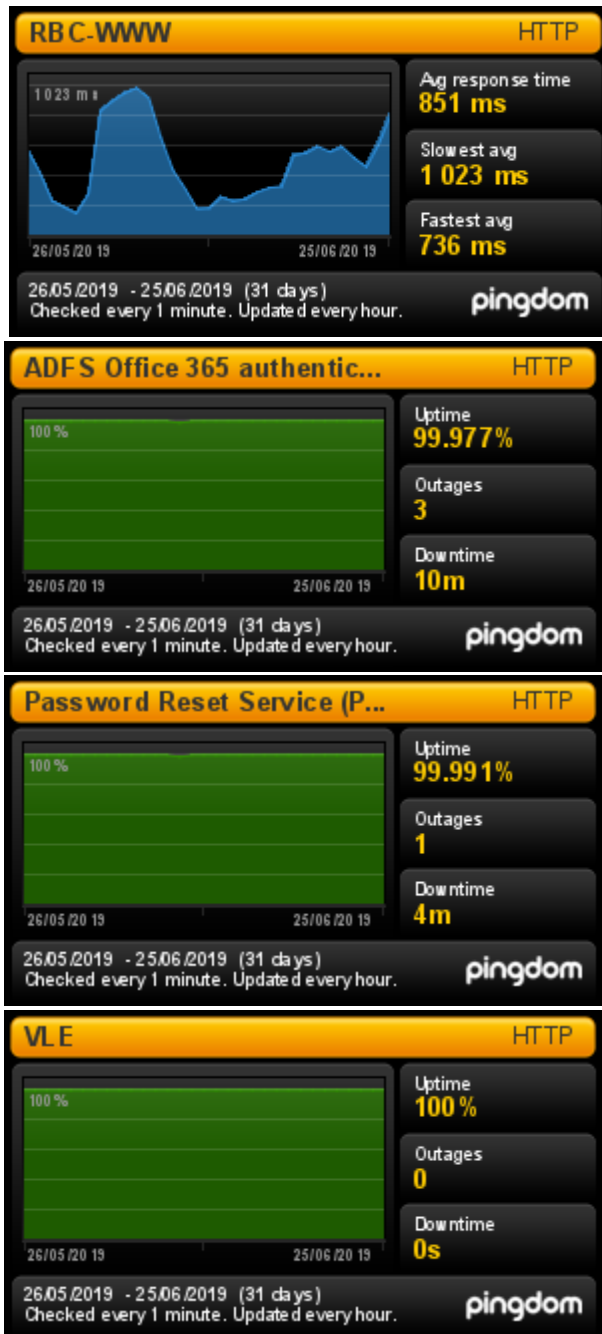 RBC-WWW HTTP
1 023 ms
26/05/2019 25/06/2019
Avg response time
851 ms
Slowest avg
1 023 ms
Fastest avg
736 ms
26/05/2019 - 25/06/2019 (31 days)
Checked every 1 minute. Updated every hour.
pingdom
ADFS Office 365 authentic... HTTP
100%
26/05/2019 25/06/2019
Uptime
99.977%
Outages
3
Downtime
10m
26/05/2019 - 25/06/2019 (31 days)
Checked every 1 minute. Updated every hour.
pingdom
Password Reset Service (P... HTTP
100%
26/05/2019 25/06/2019
Uptime
99.991%
Outages
1
Downtime
4m
26/05/2019 - 25/06/2019 (31 days)
Checked every 1 minute. Updated every hour.
pingdom
VLE HTTP
100%
26/05/2019 25/06/2019
Uptime
100%
Outages
0
Downtime
0s
26/05/2019 - 25/06/2019 (31 days)
Checked every 1 minute. Updated every hour.
pingdom